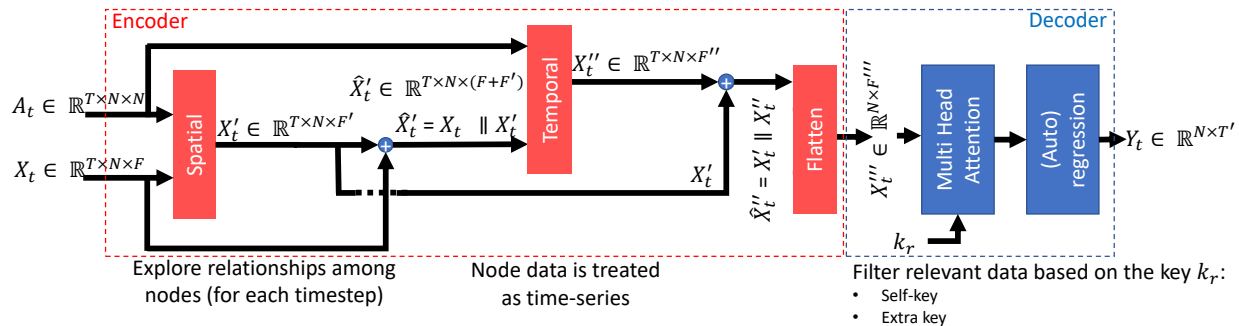 Encoder
Decoder
A_t ∈ ℝ^{T×N×N}
X_t ∈ ℝ^{T×N×F}
Spatial
X'_t ∈ ℝ^{T×N×F'}
X̂'_t ∈ ℝ^{T×N×(F+F')}
X̂'_t = X_t ∥ X'_t
Temporal
X''_t ∈ ℝ^{T×N×F''}
+
+
X'_t
X̂''_t = X'_t ∥ X''_t
Flatten
X'''_t ∈ ℝ^{N×F'''}
Multi Head
Attention
k_r
(Auto)
regression
Y_t ∈ ℝ^{N×T'}
Explore relationships among
nodes (for each timestep)
Node data is treated
as time-series
Filter relevant data based on the key k_r:
• Self-key
• Extra key